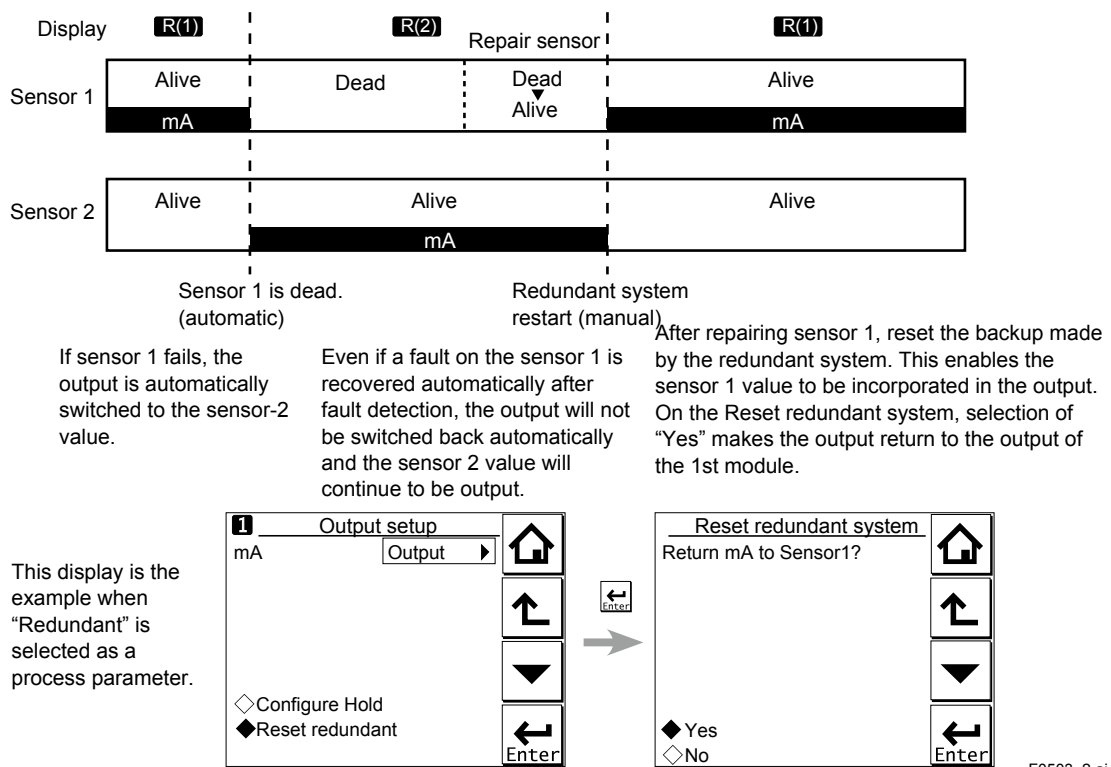 Display R(1) R(2) Repair sensor R(1)
Sensor 1
Alive Dead Dead Alive
Alive
mA mA
Sensor 2
Alive Alive Alive
mA
Sensor 1 is dead.
(automatic)
Redundant system
restart (manual)
If sensor 1 fails, the
output is automatically
switched to the sensor-2
value.
Even if a fault on the sensor 1 is
recovered automatically after
fault detection, the output will not
be switched back automatically
and the sensor 2 value will
continue to be output.
After repairing sensor 1, reset the backup made
by the redundant system. This enables the
sensor 1 value to be incorporated in the output.
On the Reset redundant system, selection of
“Yes” makes the output return to the output of
the 1st module.
This display is the
example when
“Redundant” is
selected as a
process parameter.
1 Output setup
mA Output
Configure Hold
Reset redundant
Enter
Enter
Reset redundant system
Return mA to Sensor1?
Yes
No
Enter